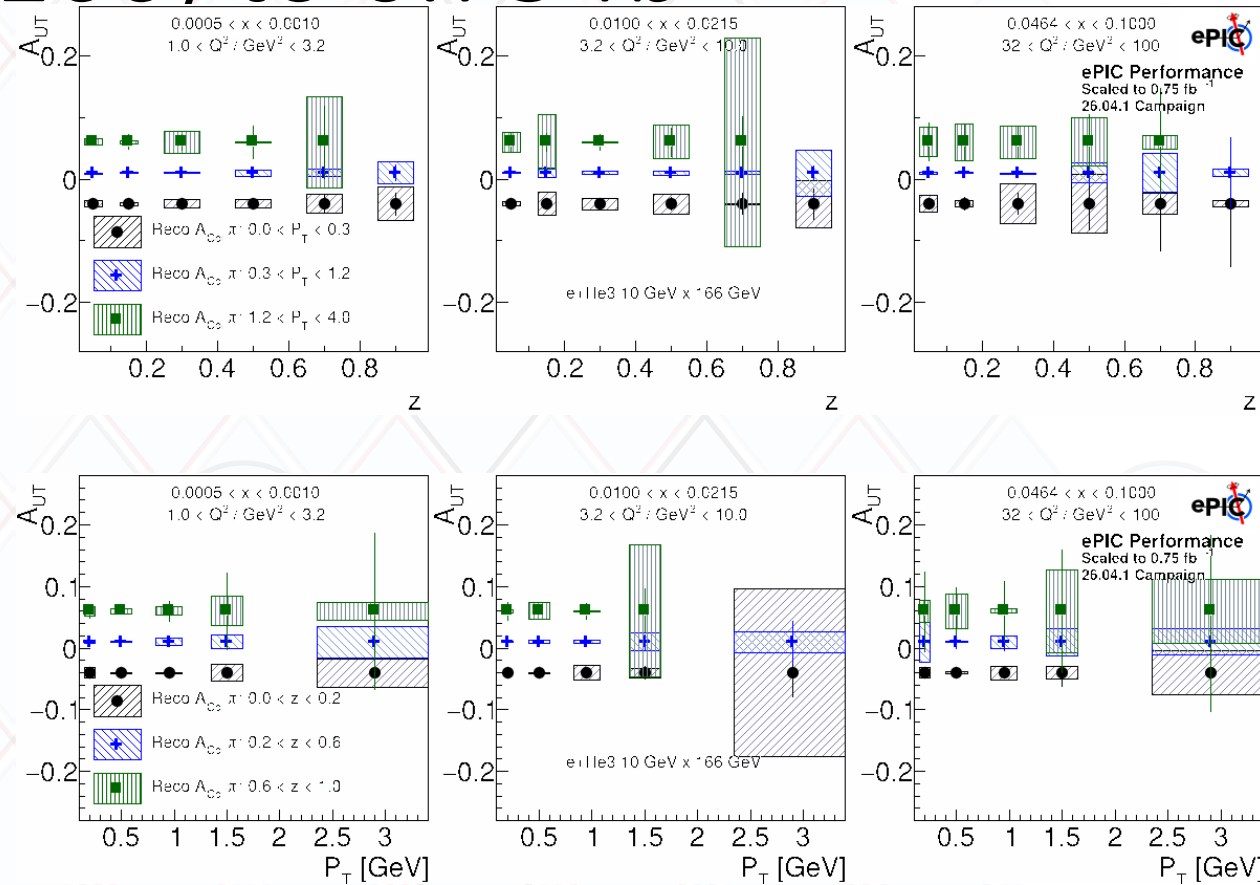 A_UT
0.0005 < x < 0.0010
1.0 < Q² / GeV² < 3.2
0.2
0
−0.2
Reco A_Co π⁺ 0.0 < P_T < 0.3
Reco A_Co π⁺ 0.3 < P_T < 1.2
Reco A_Co π⁺ 1.2 < P_T < 4.0
0.2 0.4 0.6 0.8
z
A_UT
0.0100 < x < 0.0215
3.2 < Q² / GeV² < 10.0
0.2
0
−0.2
e+He3 10 GeV x 166 GeV
0.2 0.4 0.6 0.8
z
A_UT
0.0464 < x < 0.1000
32 < Q² / GeV² < 100
ePIC
ePIC Performance
Scaled to 0.75 fb⁻¹
26.04.1 Campaign
0.2
0
−0.2
0.2 0.4 0.6 0.8
z
A_UT
0.0005 < x < 0.0010
1.0 < Q² / GeV² < 3.2
0.2
0.1
0
−0.1
−0.2
Reco A_Co π⁺ 0.0 < z < 0.2
Reco A_Co π⁺ 0.2 < z < 0.6
Reco A_Co π⁺ 0.6 < z < 1.0
0.5 1 1.5 2 2.5 3
P_T [GeV]
A_UT
0.0100 < x < 0.0215
3.2 < Q² / GeV² < 10.0
0.2
0.1
0
−0.1
−0.2
e+He3 10 GeV x 166 GeV
0.5 1 1.5 2 2.5 3
P_T [GeV]
A_UT
0.0464 < x < 0.1000
32 < Q² / GeV² < 100
ePIC
ePIC Performance
Scaled to 0.75 fb⁻¹
26.04.1 Campaign
0.2
0.1
0
−0.1
−0.2
0.5 1 1.5 2 2.5 3
P_T [GeV]